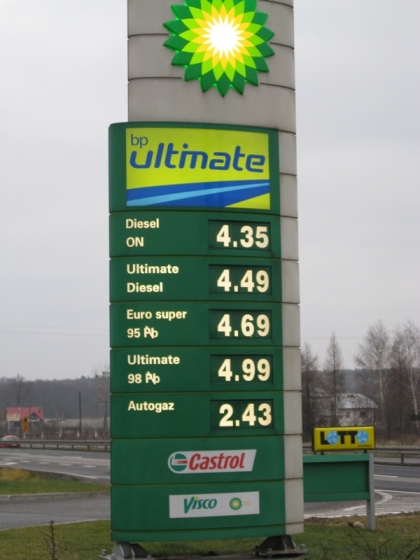 bp
ultimate
Diesel
ON 4.35
Ultimate
Diesel 4.49
Euro super
95 Pb 4.69
Ultimate
98 Pb 4.99
Autogaz 2.43
Castrol
Visco
LOTTO